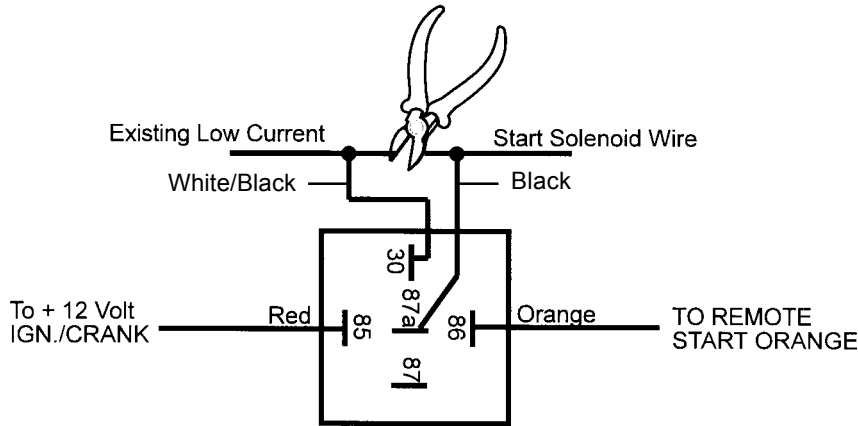 Existing Low Current
Start Solenoid Wire
White/Black
Black
30
87a
To + 12 Volt
IGN./CRANK
Red
85
86
Orange
TO REMOTE
START ORANGE
87